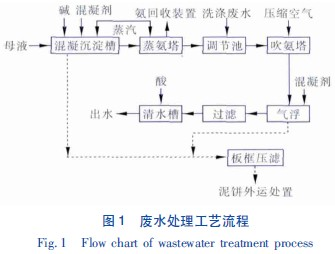 碱 混凝剂 氨回收装置 洗涤废水 压缩空气
蒸汽
母液 混凝沉淀槽 蒸氨塔 调节池 吹氨塔
酸 混凝剂
出水 清水槽 过滤 气浮
板框压滤
泥饼外运处置
图1 废水处理工艺流程
Fig. 1 Flow chart of wastewater treatment process